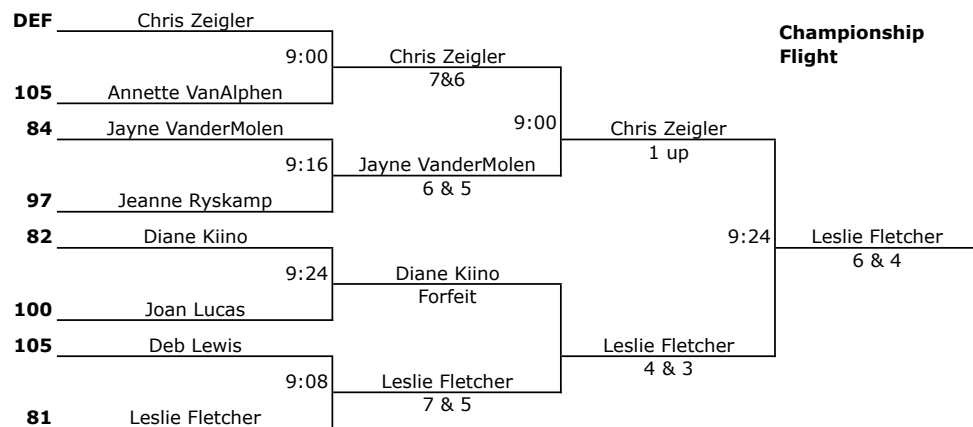 DEF Chris Zeigler
Championship
Flight
9:00 Chris Zeigler
7&6
105 Annette VanAlphen
84 Jayne VanderMolen
9:00 Chris Zeigler
1 up
9:16 Jayne VanderMolen
6 & 5
97 Jeanne Ryskamp
82 Diane Kiino
9:24 Leslie Fletcher
6 & 4
9:24 Diane Kiino
Forfeit
100 Joan Lucas
105 Deb Lewis
Leslie Fletcher
4 & 3
9:08 Leslie Fletcher
7 & 5
81 Leslie Fletcher